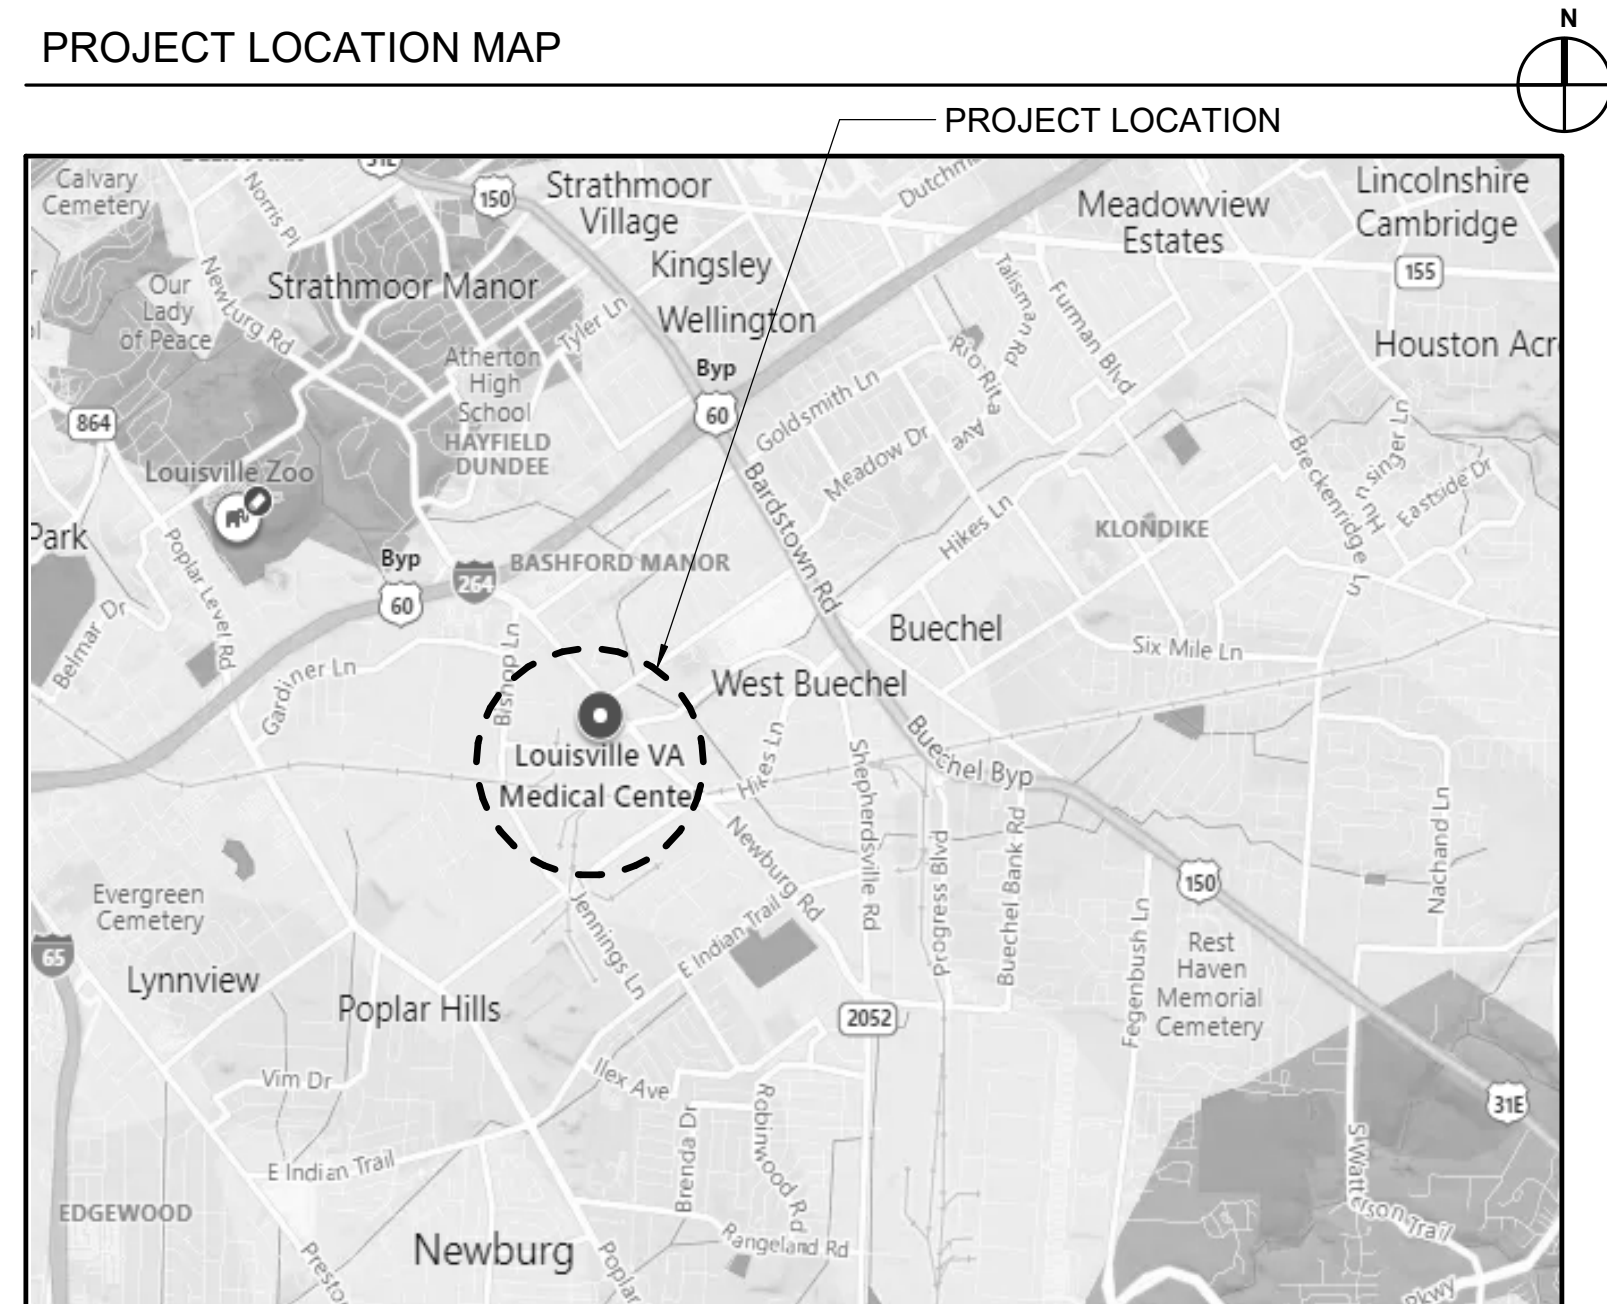 PROJECT LOCATION MAP
N
PROJECT LOCATION
Calvary
Cemetery
Norris Pl
31E
150
Strathmoor
Village
Kingsley
Wellington
Dutchm
Meadowview
Estates
Lincolnshire
Cambridge
155
Houston Acr
Our
Lady
of Peace
Newburg Rd
Strathmoor Manor
Tyler Ln
Atherton
High
School
HAYFIELD
DUNDEE
Byp
60
Goldsmith Ln
Meadow Dr
Rio Rita
Ave
Talisman Rd
Furman Blvd
864
Louisville Zoo
Park
Poplar Level Rd
Byp
60
264
BASHFORD MANOR
Bardstown Rd
Hikes Ln
KLONDIKE
Breckenridge Ln
Hunsinger Ln
Eastside Dr
Belmar Dr
Gardiner Ln
Bishop Ln
Buechel
Six Mile Ln
West Buechel
Louisville VA
Medical Center
Hikes Ln
Shepherdsville Rd
Buechel Byp
Newburg Rd
Progress Blvd
Buechel Bank Rd
150
Nachand Ln
Evergreen
Cemetery
65
Lynnview
Poplar Hills
Jennings Ln
E Indian Trail
2052
Fegenbush Ln
Rest
Haven
Memorial
Cemetery
Vim Dr
Ilex Ave
Brenda Dr
Robinwood Rd
31E
S Watterson Trail
E Indian Trail
EDGEWOOD
Newburg
Rangeland Rd
Presto
Poplar
Pkwy